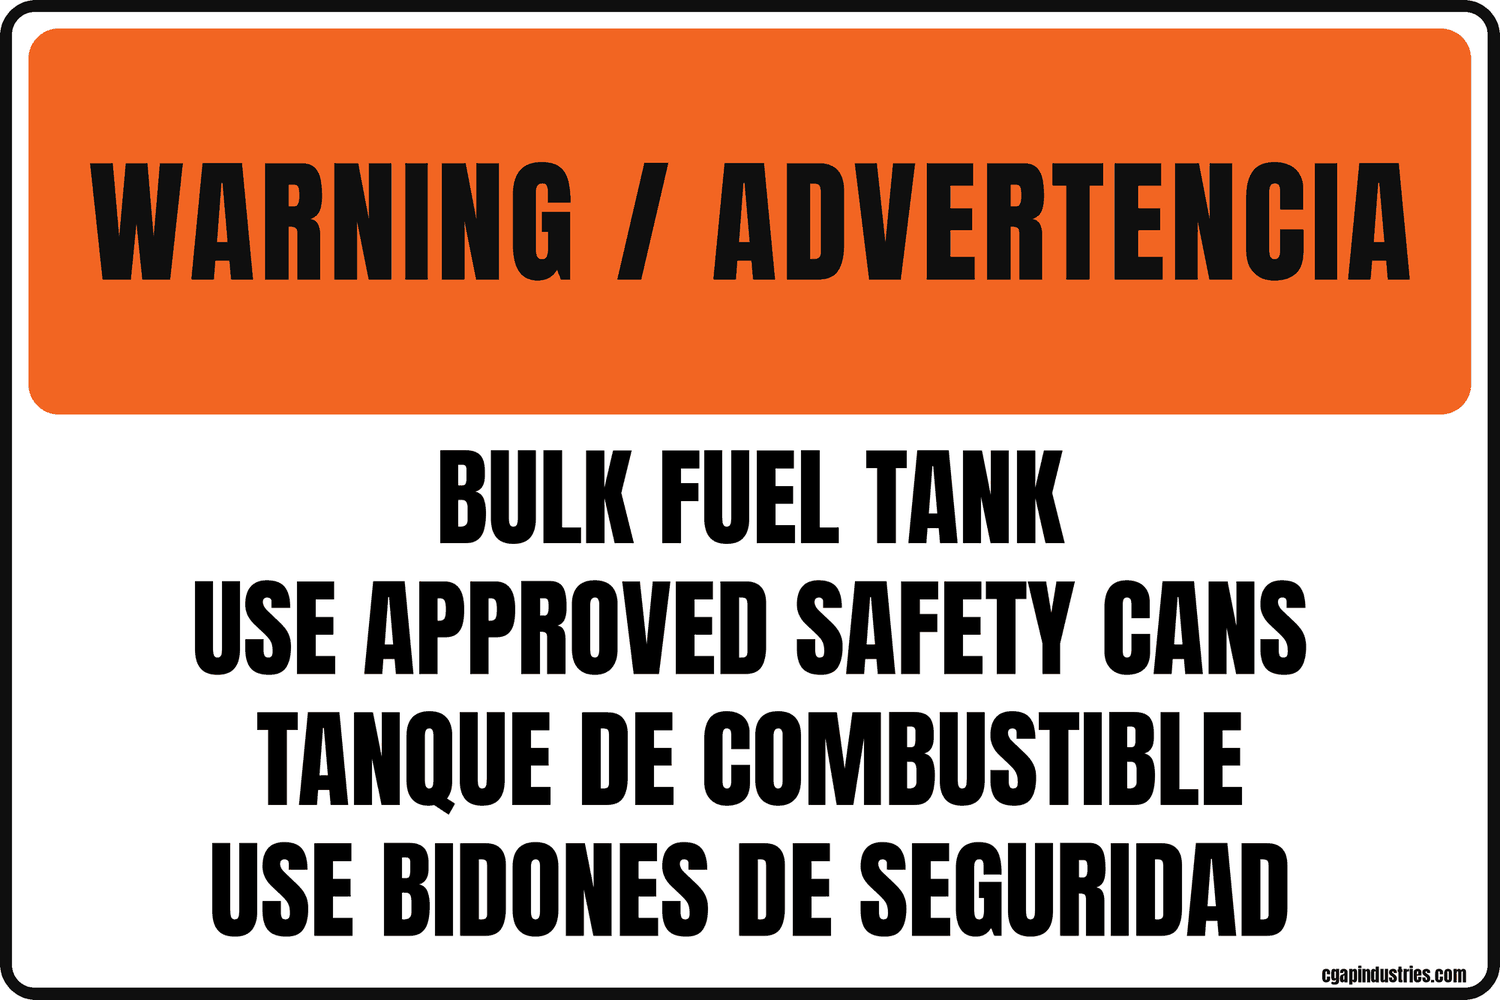 WARNING / ADVERTENCIA
BULK FUEL TANK
USE APPROVED SAFETY CANS
TANQUE DE COMBUSTIBLE
USE BIDONES DE SEGURIDAD
cgapindustries.com